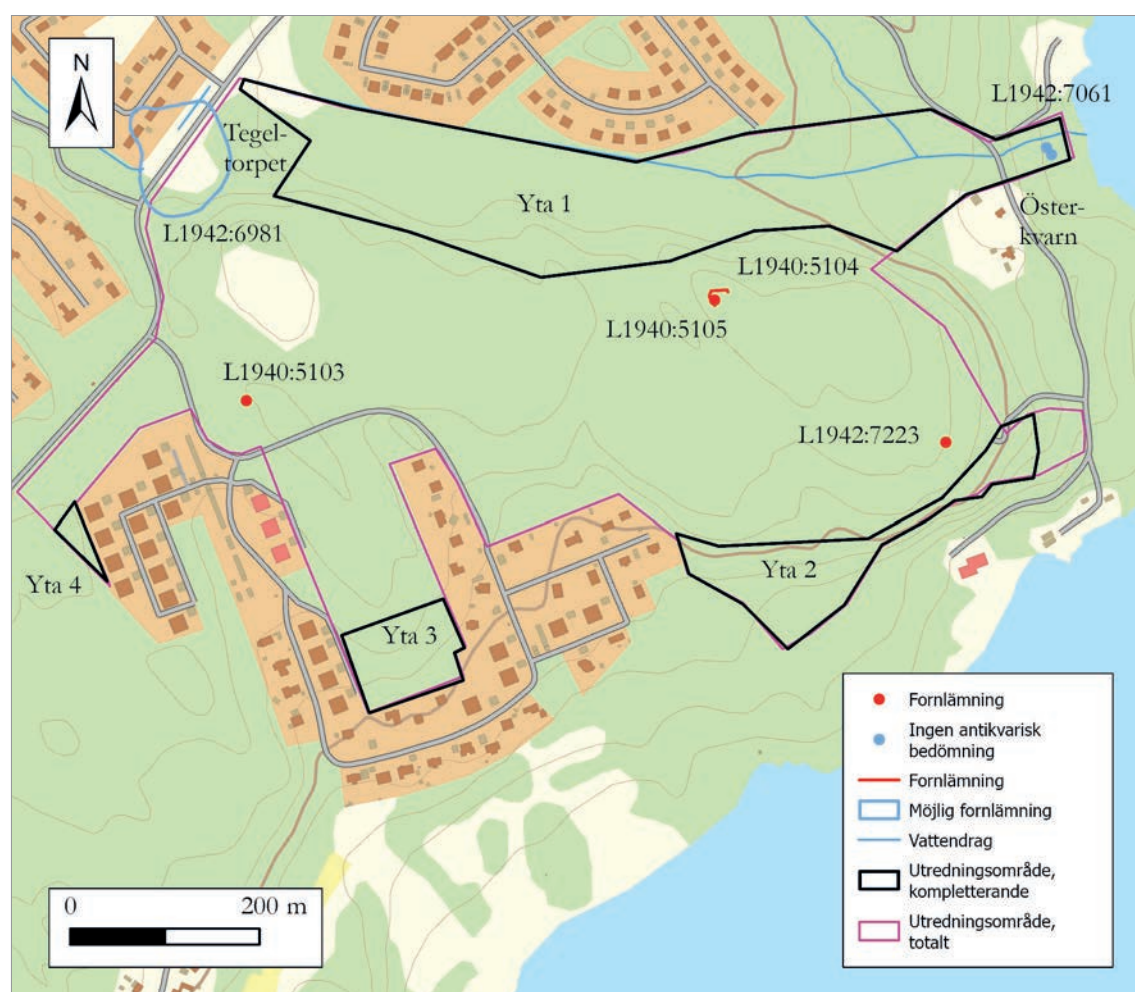 N
L1942:7061
Tegel-
torpet
Yta 1
Öster-
kvarn
L1942:6981
L1940:5104
L1940:5105
L1940:5103
L1942:7223
Yta 2
Yta 4
Yta 3
Fornlämning
Ingen antikvarisk
bedömning
Fornlämning
Möjlig fornlämning
Vattendrag
Utredningsområde,
kompletterande
Utredningsområde,
totalt
0
200 m